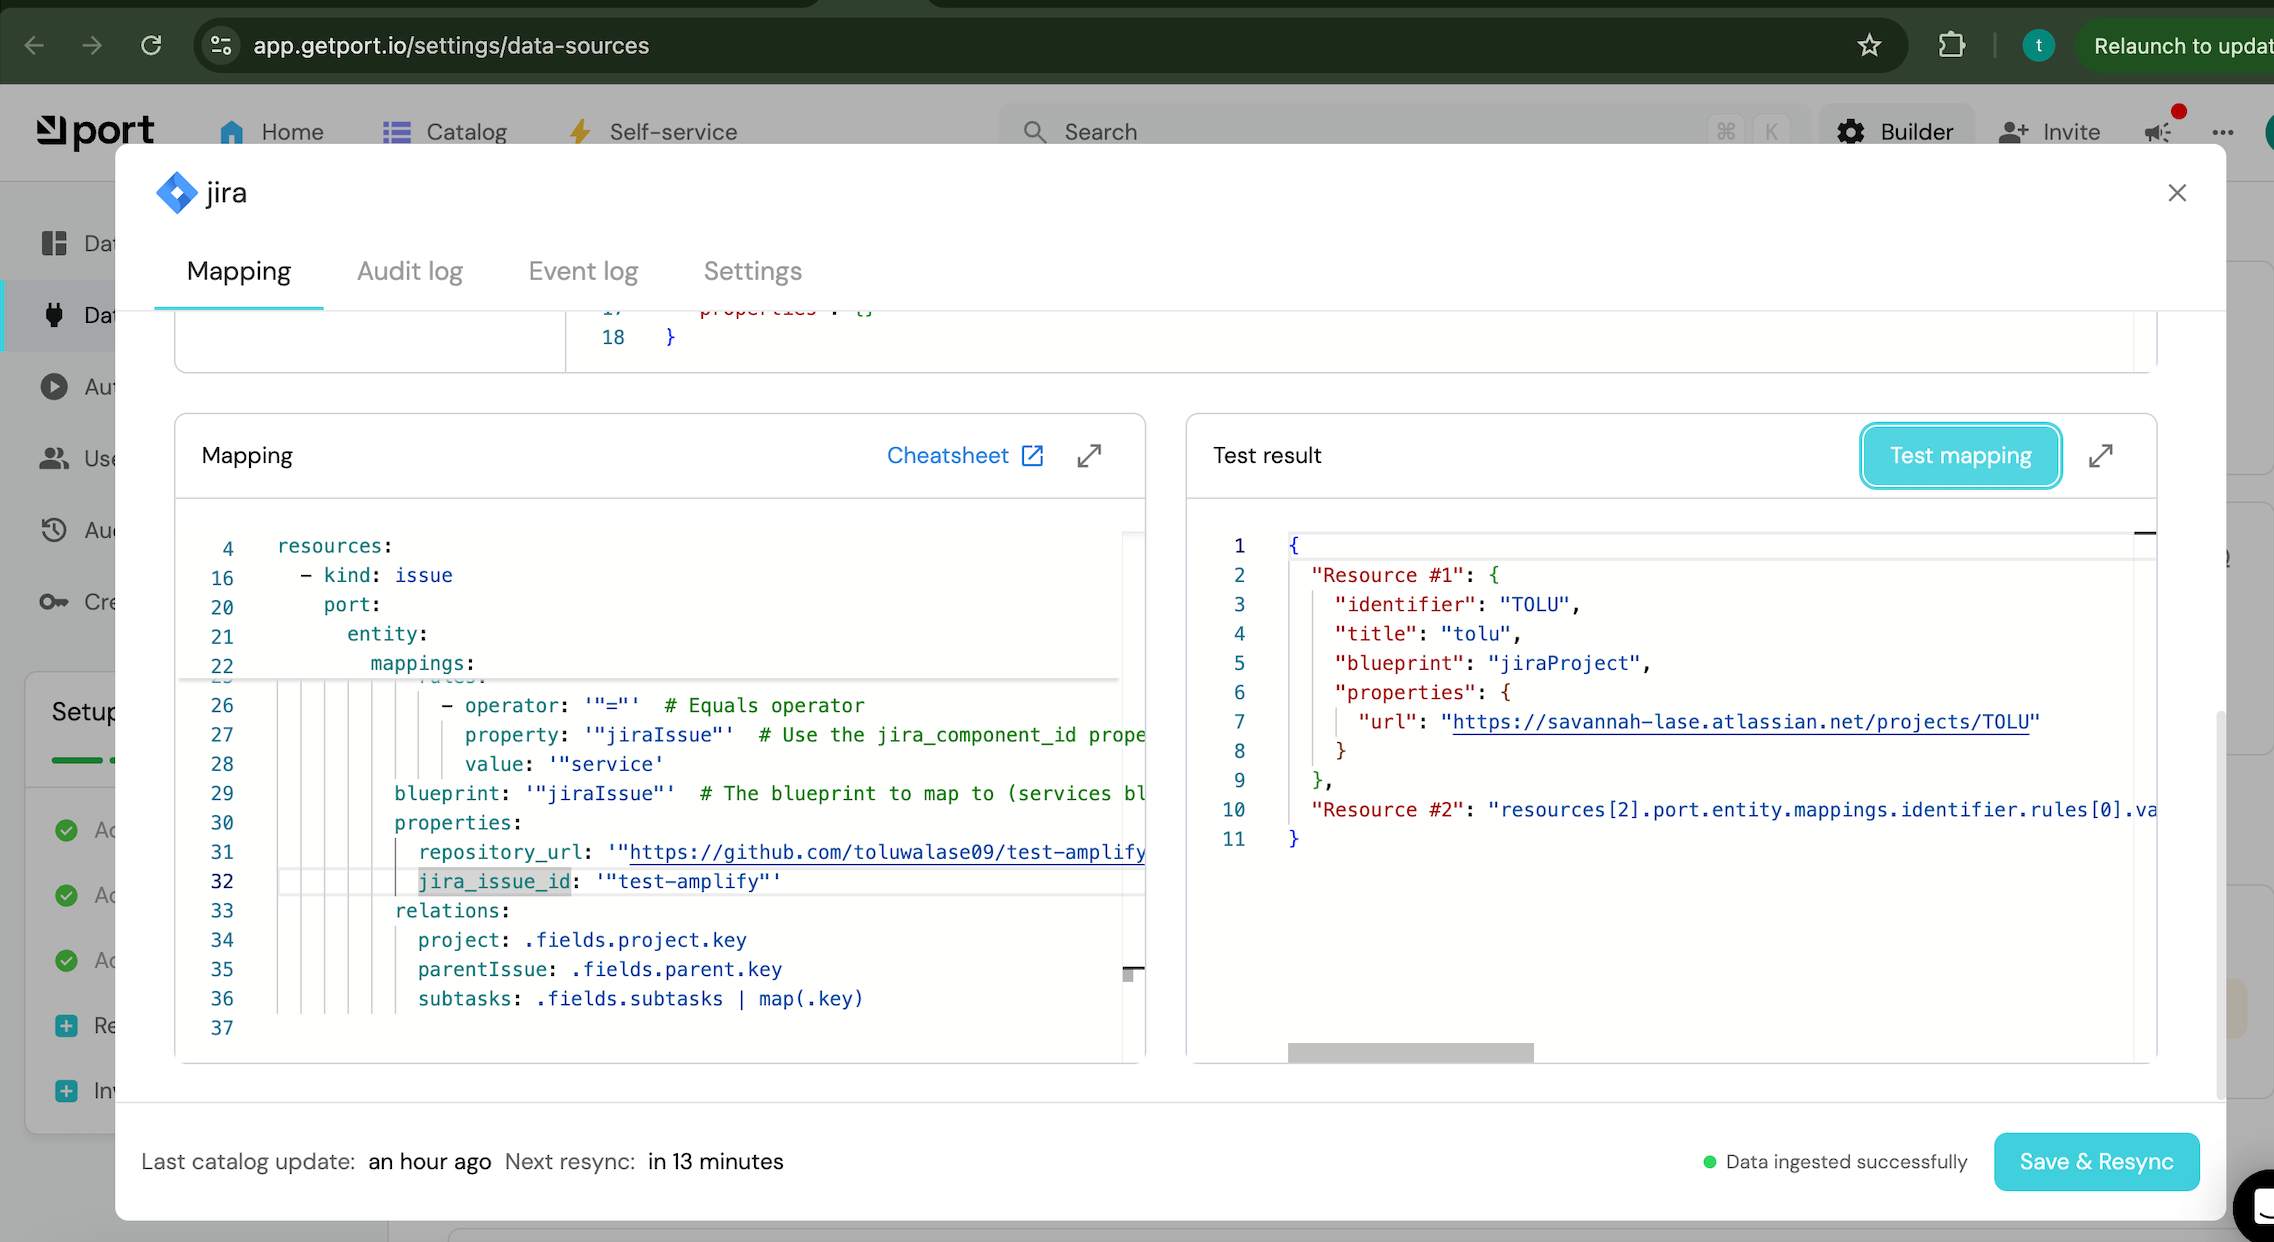 app.getport.io/settings/data-sources
t
Relaunch to updat
port
Home
Catalog
Self-service
Search
⌘
K
Builder
Invite
jira
Mapping
Audit log
Event log
Settings
Da
Da
Au
Use
Au
Cre
Setup
Ac
Ac
Ac
Re
Inv
17 "properties": {}
18 }
Mapping
Cheatsheet
4 resources:
16 - kind: issue
20 port:
21 entity:
22 mappings:
25 rules:
26 - operator: '"="' # Equals operator
27 property: '"jiraIssue"' # Use the jira_component_id prope
28 value: '"service'
29 blueprint: '"jiraIssue"' # The blueprint to map to (services bl
30 properties:
31 repository_url: '"https://github.com/toluwalase09/test-amplify
32 jira_issue_id: '"test-amplify"'
33 relations:
34 project: .fields.project.key
35 parentIssue: .fields.parent.key
36 subtasks: .fields.subtasks | map(.key)
37
Test result
Test mapping
1 {
2 "Resource #1": {
3 "identifier": "TOLU",
4 "title": "tolu",
5 "blueprint": "jiraProject",
6 "properties": {
7 "url": "https://savannah-lase.atlassian.net/projects/TOLU"
8 }
9 },
10 "Resource #2": "resources[2].port.entity.mappings.identifier.rules[0].va
11 }
Last catalog update: an hour ago Next resync: in 13 minutes
Data ingested successfully
Save & Resync